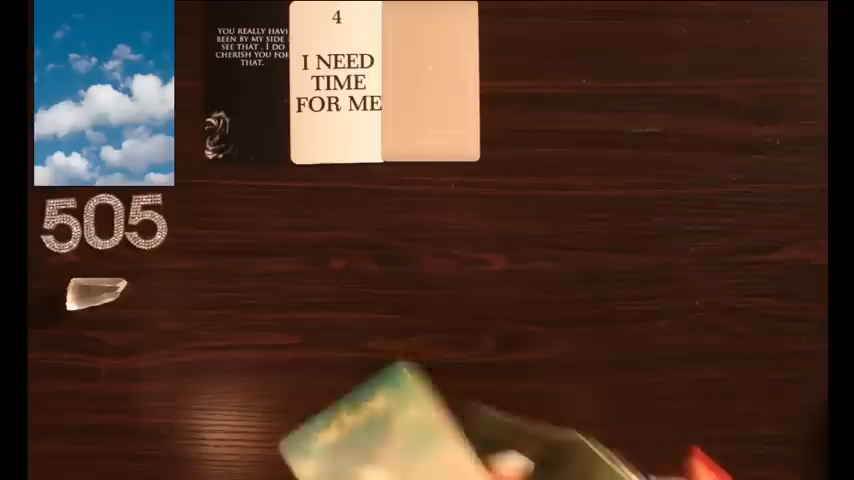 YOU REALLY HAVE
BEEN BY MY SIDE
SEE THAT . I DO
CHERISH YOU FOR
THAT.
4
I NEED
TIME
FOR ME
505